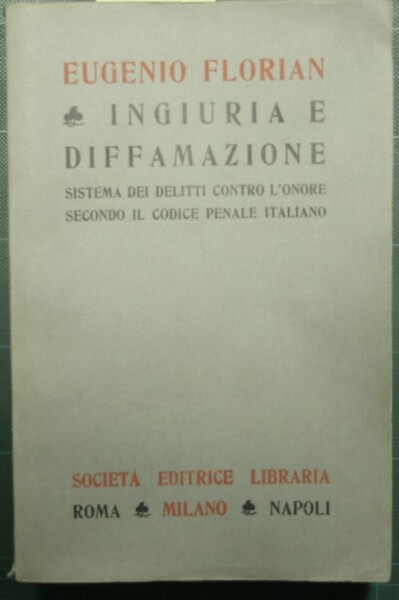 EUGENIO FLORIAN
INGIURIA E
DIFFAMAZIONE
SISTEMA DEI DELITTI CONTRO L'ONORE
SECONDO IL CODICE PENALE ITALIANO
SOCIETÀ EDITRICE LIBRARIA
ROMA MILANO NAPOLI